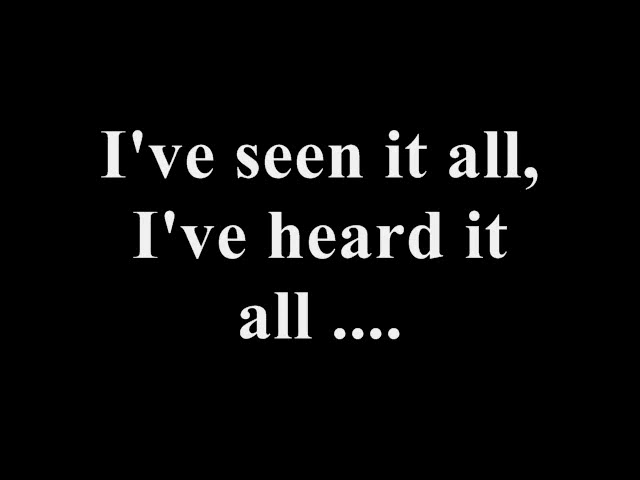 I've seen it all,
I've heard it
all ....